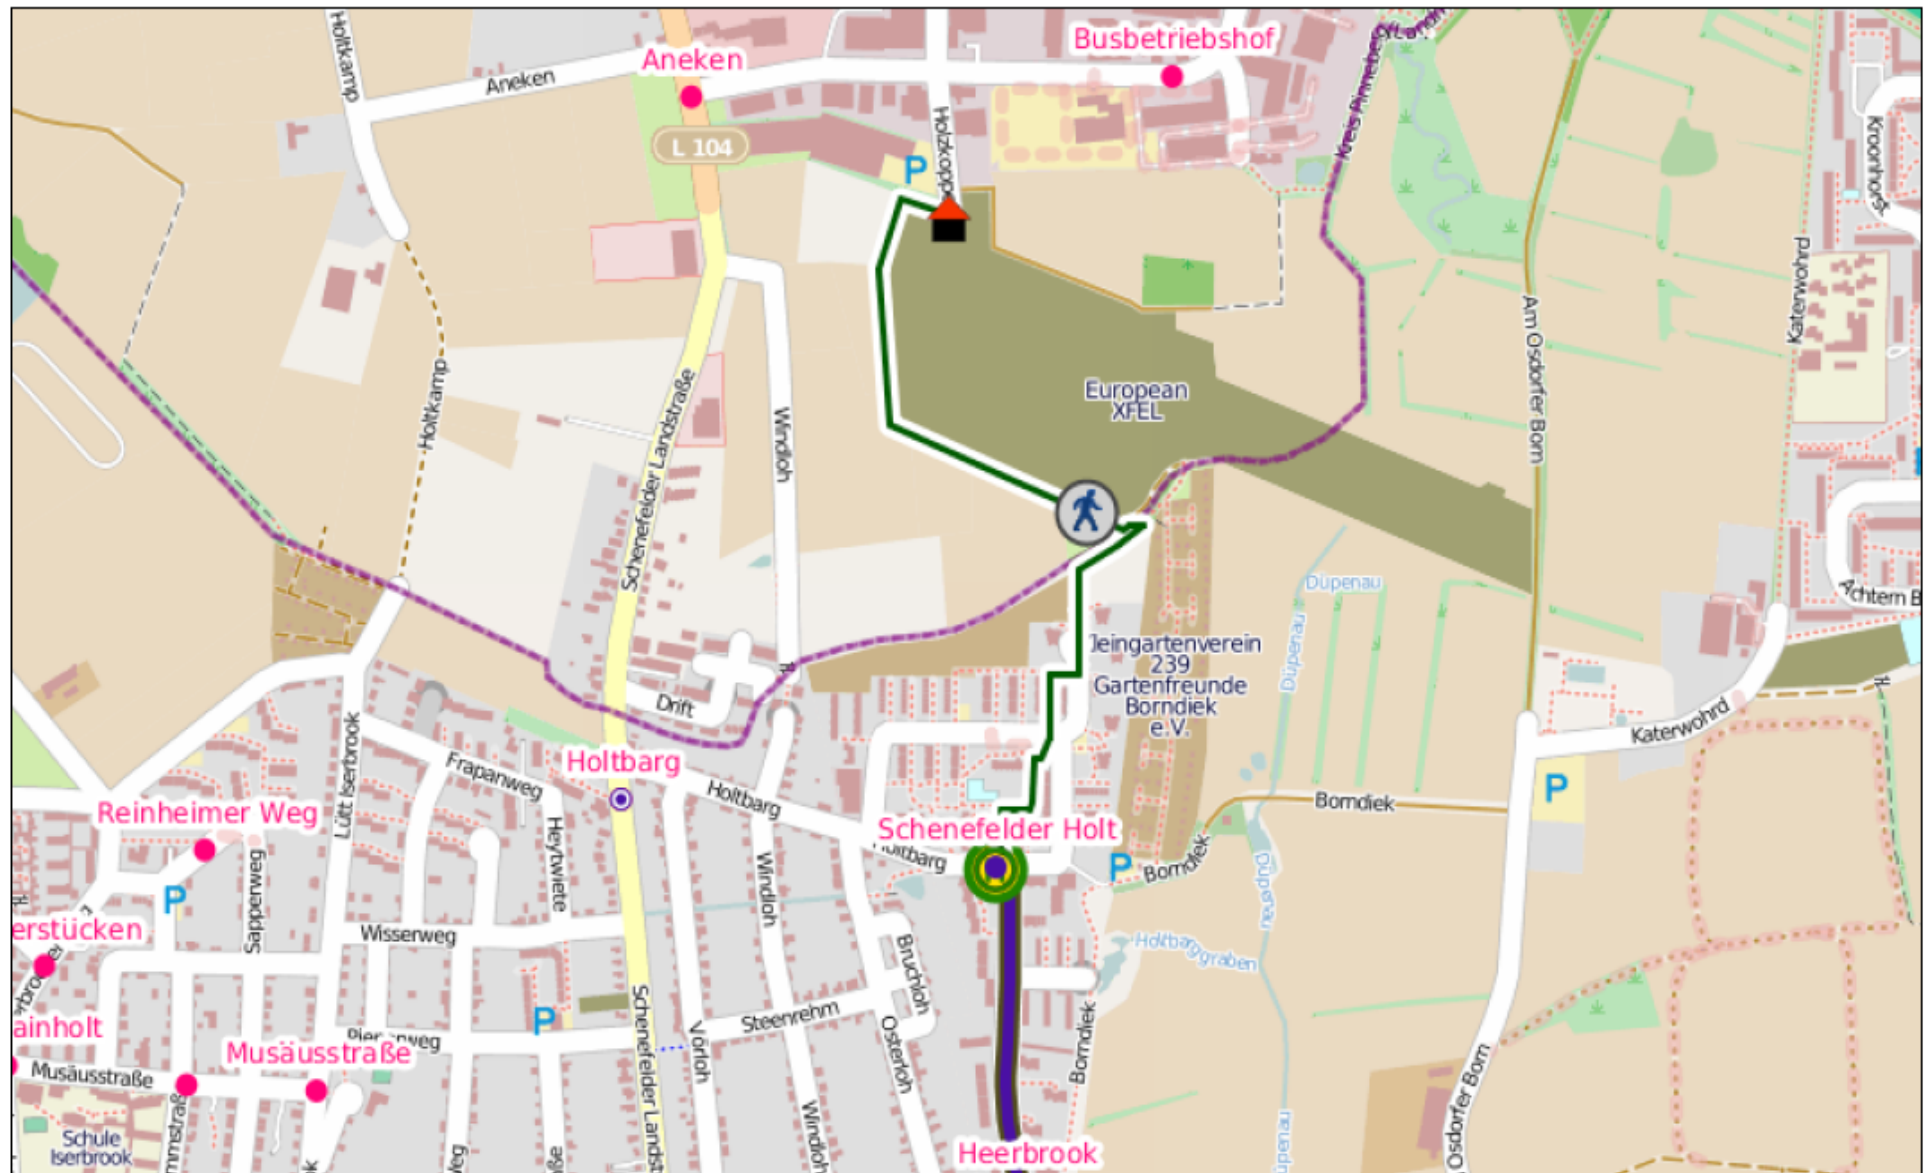 Holtkamp
Aneken
Aneken
Busbetriebshof
Kreis Pinneberg
L 104
P
Holzkoppel
Kroonhorst
Katerwohrd
Am Osdorfer Born
European
XFEL
Holtkamp
Schenefelder Landstraße
Windloh
Düpenau
Düpenau
Achtern B
Jeingartenverein
239
Gartenfreunde
Borndiek
e.V.
Drift
Katerwohrd
Holtbarg
Lütt Iserbrook
Frapanweg
Holtbarg
P
Borndiek
Reinheimer Weg
Schenefelder Holt
Holtbarg
Heytwiete
Windloh
P
Borndiek
Düpenau
P
Sapperweg
erstücken
Wisserweg
Bruchloh
Holtbarggraben
ainholt
P
Schenefelder Landst
Vörloh
Steenrehm
Osterloh
Borndiek
Musäusstraße
Musäusstraße
Windloh
Osdorfer Born
Schule
Iserbrook
Heerbrook
üpenau